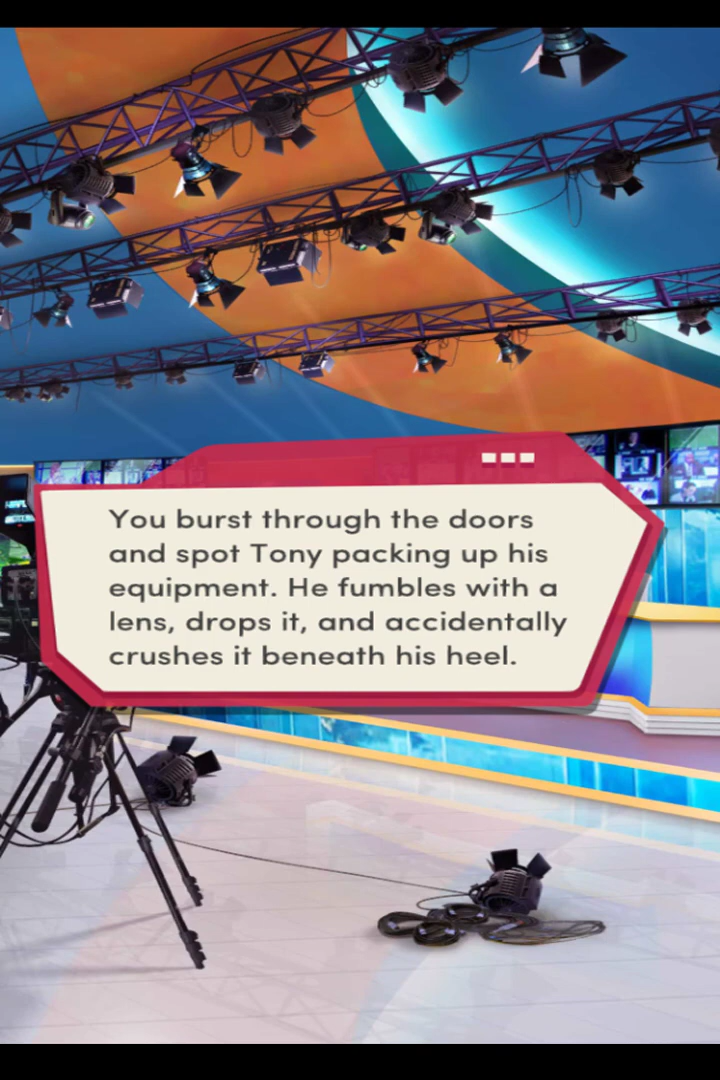 You burst through the doors
and spot Tony packing up his
equipment. He fumbles with a
lens, drops it, and accidentally
crushes it beneath his heel.